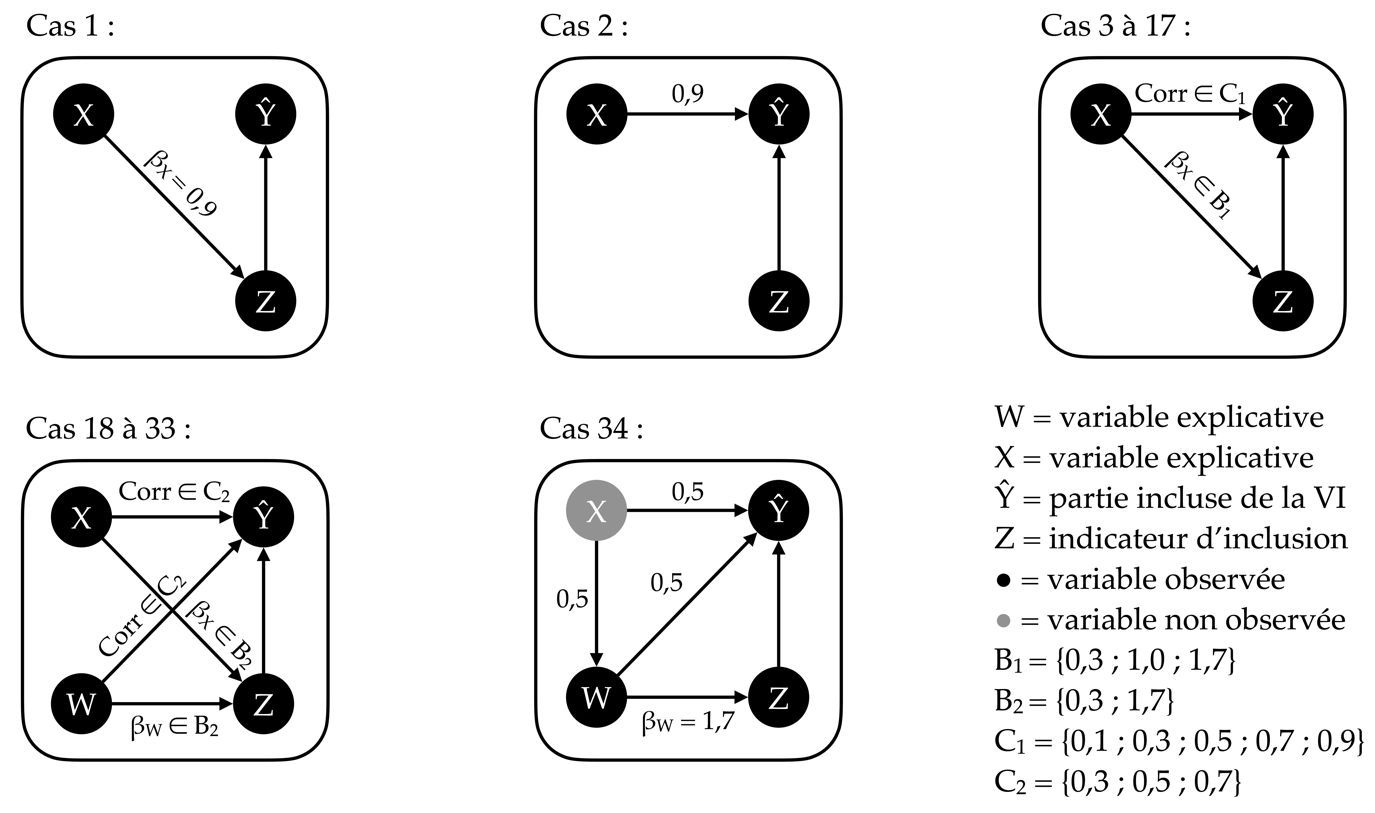 Cas 1 :
X
Ŷ
βX = 0,9
Z
Cas 2 :
X
0,9
Ŷ
Z
Cas 3 à 17 :
X
Corr ∈ C₁
Ŷ
βX ∈ B₁
Z
Cas 18 à 33 :
X
Corr ∈ C₂
Ŷ
Corr ∈ C₂
βX ∈ B₂
W
βW ∈ B₂
Z
Cas 34 :
X
0,5
Ŷ
0,5
0,5
W
βW = 1,7
Z
W = variable explicative
X = variable explicative
Ŷ = partie incluse de la VI
Z = indicateur d’inclusion
● = variable observée
● = variable non observée
B₁ = {0,3 ; 1,0 ; 1,7}
B₂ = {0,3 ; 1,7}
C₁ = {0,1 ; 0,3 ; 0,5 ; 0,7 ; 0,9}
C₂ = {0,3 ; 0,5 ; 0,7}